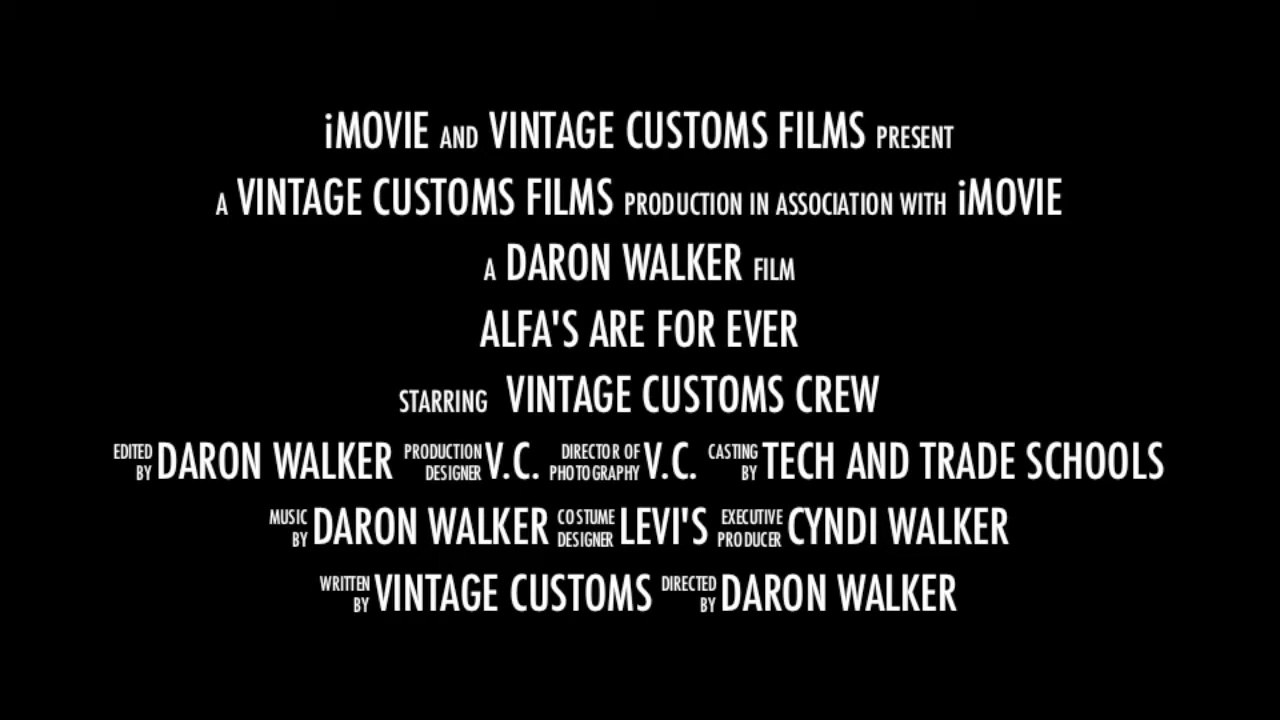 iMOVIE AND VINTAGE CUSTOMS FILMS PRESENT
A VINTAGE CUSTOMS FILMS PRODUCTION IN ASSOCIATION WITH iMOVIE
A DARON WALKER FILM
ALFA'S ARE FOR EVER
STARRING VINTAGE CUSTOMS CREW
EDITED BY DARON WALKER PRODUCTION DESIGNER V.C. DIRECTOR OF PHOTOGRAPHY V.C. CASTING BY TECH AND TRADE SCHOOLS
MUSIC BY DARON WALKER COSTUME DESIGNER LEVI'S EXECUTIVE PRODUCER CYNDI WALKER
WRITTEN BY VINTAGE CUSTOMS DIRECTED BY DARON WALKER